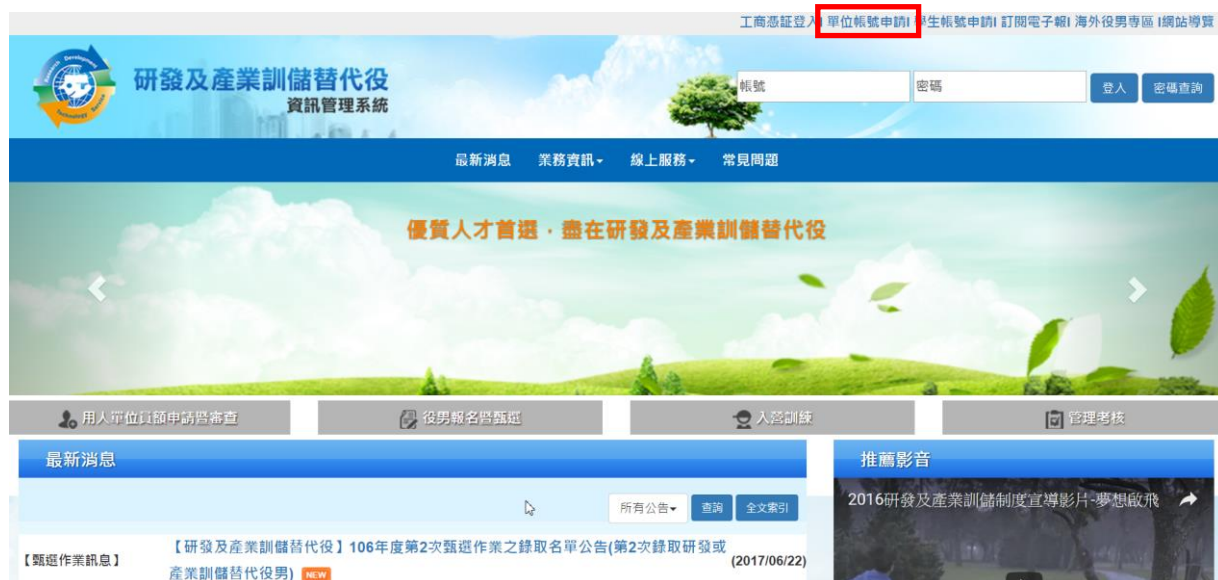 工商憑証登入I 單位帳號申請I 學生帳號申請I 訂閱電子報I 海外役男專區 I網站導覽
Research Development
Technology Service
研發及產業訓儲替代役
資訊管理系統
帳號 密碼 登入 密碼查詢
最新消息 業務資訊 線上服務 常見問題
優質人才首選．盡在研發及產業訓儲替代役
用人單位員額申請暨審查 役男報名暨甄選 入營訓練 管理考核
最新消息 推薦影音
所有公告 查詢 全文索引
2016研發及產業訓儲制度宣導影片-夢想啟飛
【甄選作業訊息】 【研發及產業訓儲替代役】106年度第2次甄選作業之錄取名單公告(第2次錄取研發或 (2017/06/22)
產業訓儲替代役男) NEW